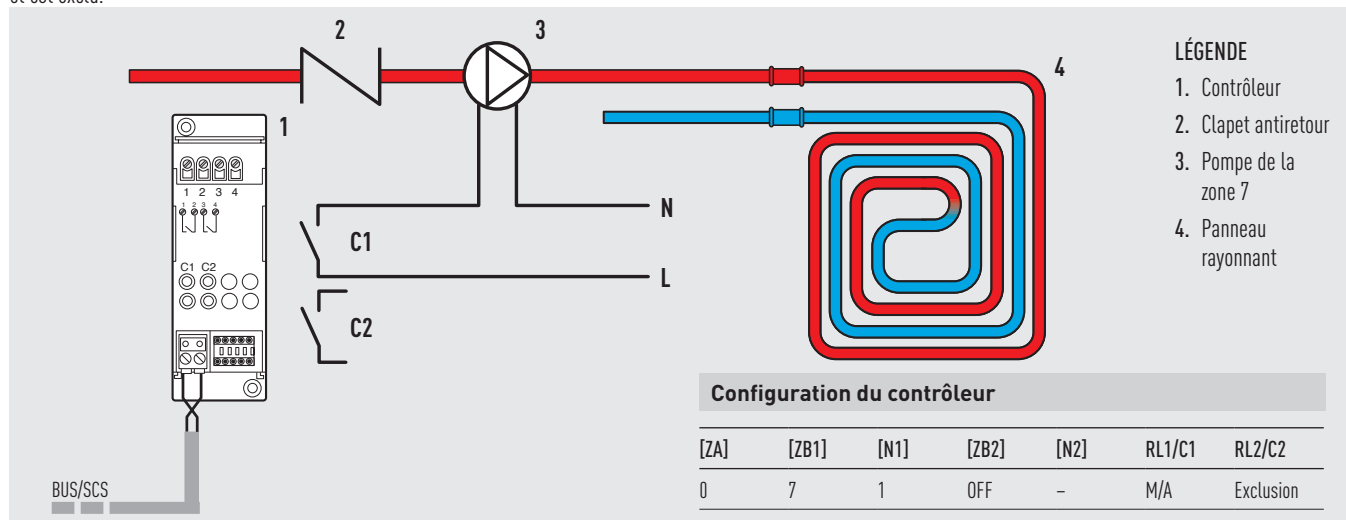 2
3
4
1
LÉGENDE
1. Contrôleur
2. Clapet antiretour
3. Pompe de la
zone 7
4. Panneau
rayonnant
1 2 3 4
1 2 3 4
C1 C2
N
C1
L
C2
BUS/SCS
Configuration du contrôleur
[ZA] [ZB1] [N1] [ZB2] [N2] RL1/C1 RL2/C2
0 7 1 OFF – M/A Exclusion